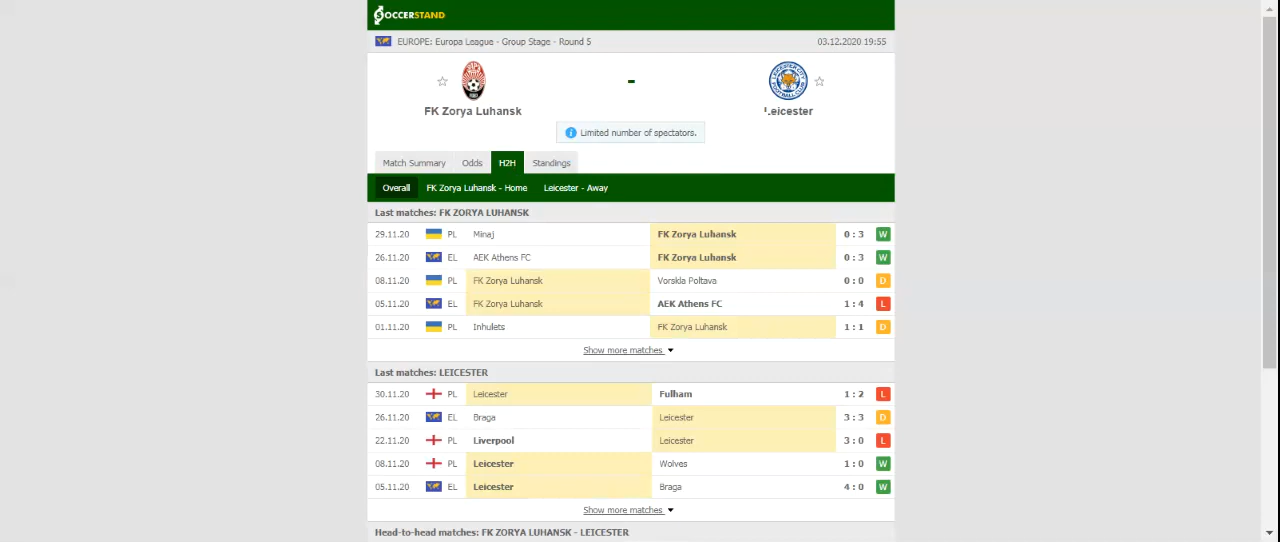 SOCCERSTAND
EUROPE: Europa League - Group Stage - Round 5 03.12.2020 19:55
-
FK Zorya Luhansk Leicester
Limited number of spectators.
Match Summary Odds H2H Standings
Overall FK Zorya Luhansk - Home Leicester - Away
Last matches: FK ZORYA LUHANSK
29.11.20 PL Minaj FK Zorya Luhansk 0 : 3 W
26.11.20 EL AEK Athens FC FK Zorya Luhansk 0 : 3 W
08.11.20 PL FK Zorya Luhansk Vorskla Poltava 0 : 0 D
05.11.20 EL FK Zorya Luhansk AEK Athens FC 1 : 4 L
01.11.20 PL Inhulets FK Zorya Luhansk 1 : 1 D
Show more matches
Last matches: LEICESTER
30.11.20 PL Leicester Fulham 1 : 2 L
26.11.20 EL Braga Leicester 3 : 3 D
22.11.20 PL Liverpool Leicester 3 : 0 L
08.11.20 PL Leicester Wolves 1 : 0 W
05.11.20 EL Leicester Braga 4 : 0 W
Show more matches
Head-to-head matches: FK ZORYA LUHANSK - LEICESTER